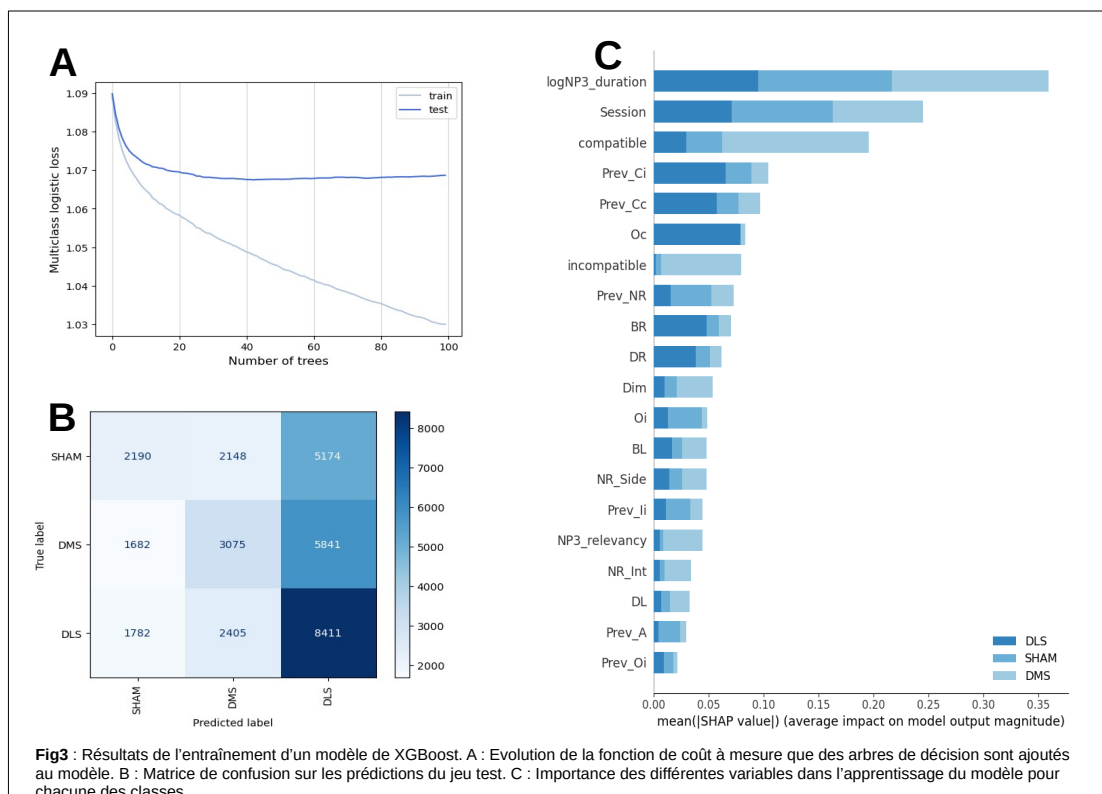 A
1.09
1.08
1.07
1.06
1.05
1.04
1.03
Multiclass logistic loss
train
test
0
20
40
60
80
100
Number of trees
B
SHAM
DMS
DLS
True label
2190
2148
5174
1682
3075
5841
1782
2405
8411
8000
7000
6000
5000
4000
3000
2000
SHAM
DMS
DLS
Predicted label
C
logNP3_duration
Session
compatible
Prev_Ci
Prev_Cc
Oc
incompatible
Prev_NR
BR
DR
Dim
Oi
BL
NR_Side
Prev_Ii
NP3_relevancy
NR_Int
DL
Prev_A
Prev_Oi
DLS
SHAM
DMS
0.00
0.05
0.10
0.15
0.20
0.25
0.30
0.35
mean(|SHAP value|) (average impact on model output magnitude)
Fig3 : Résultats de l'entraînement d'un modèle de XGBoost. A : Evolution de la fonction de coût à mesure que des arbres de décision sont ajoutés
au modèle. B : Matrice de confusion sur les prédictions du jeu test. C : Importance des différentes variables dans l'apprentissage du modèle pour
chacune des classes